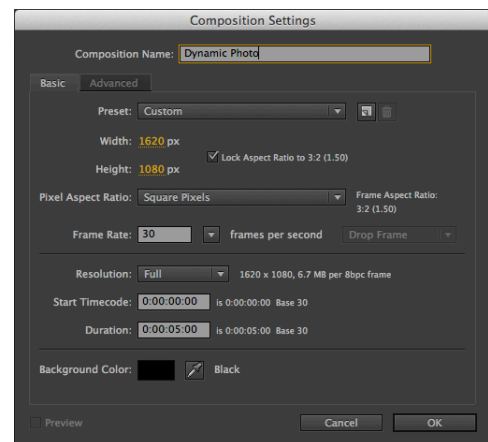 Composition Settings
Composition Name: Dynamic Photo
Basic Advanced
Preset: Custom
Width: 1620 px
Lock Aspect Ratio to 3:2 (1.50)
Height: 1080 px
Pixel Aspect Ratio: Square Pixels
Frame Aspect Ratio:
3:2 (1.50)
Frame Rate: 30 frames per second Drop Frame
Resolution: Full 1620 x 1080, 6.7 MB per 8bpc frame
Start Timecode: 0:00:00:00 is 0:00:00:00 Base 30
Duration: 0:00:05:00 is 0:00:05:00 Base 30
Background Color: Black
Preview Cancel OK